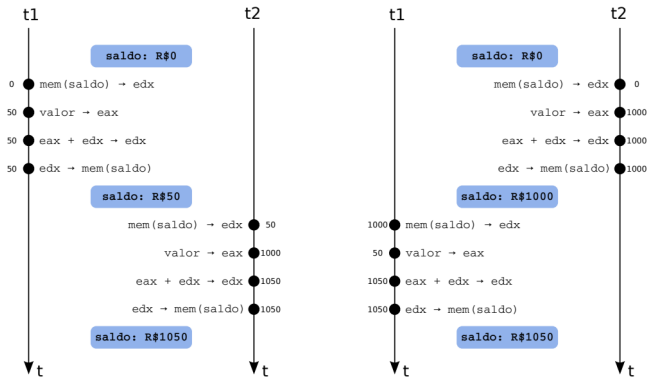 t1 t2
saldo: R$0
0 mem(saldo) → edx
50 valor → eax
50 eax + edx → edx
50 edx → mem(saldo)
saldo: R$50
mem(saldo) → edx 50
valor → eax 1000
eax + edx → edx 1050
edx → mem(saldo) 1050
saldo: R$1050
t t
t1 t2
saldo: R$0
mem(saldo) → edx 0
valor → eax 1000
eax + edx → edx 1000
edx → mem(saldo) 1000
saldo: R$1000
1000 mem(saldo) → edx
50 valor → eax
1050 eax + edx → edx
1050 edx → mem(saldo)
saldo: R$1050
t t